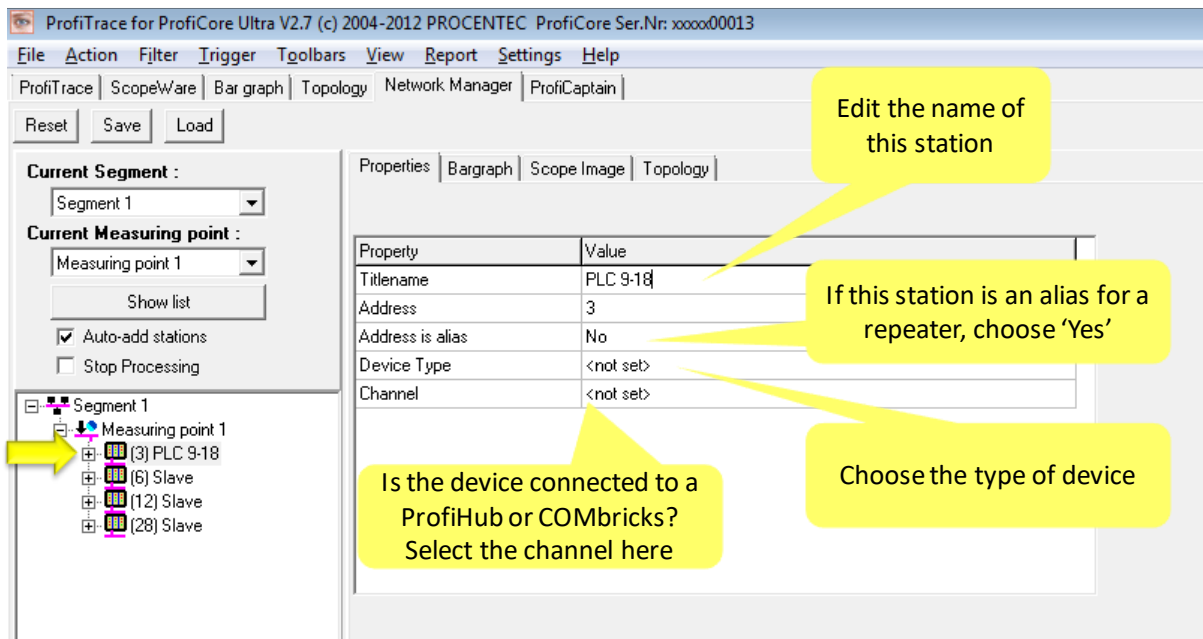 ProfiTrace for ProfiCore Ultra V2.7 (c) 2004-2012 PROCENTEC ProfiCore Ser.Nr: xxxxx00013
File Action Filter Trigger Toolbars View Report Settings Help
ProfiTrace ScopeWare Bar graph Topology Network Manager ProfiCaptain
Reset Save Load
Current Segment :
Segment 1
Current Measuring point :
Measuring point 1
Show list
Auto-add stations
Stop Processing
Segment 1
Measuring point 1
(3) PLC 9-18
(6) Slave
(12) Slave
(28) Slave
Properties Bargraph Scope Image Topology
Property Value
Titlename PLC 9-18
Address 3
Address is alias No
Device Type <not set>
Channel <not set>
Edit the name of
this station
If this station is an alias for a
repeater, choose ‘Yes’
Choose the type of device
Is the device connected to a
ProfiHub or COMbricks?
Select the channel here